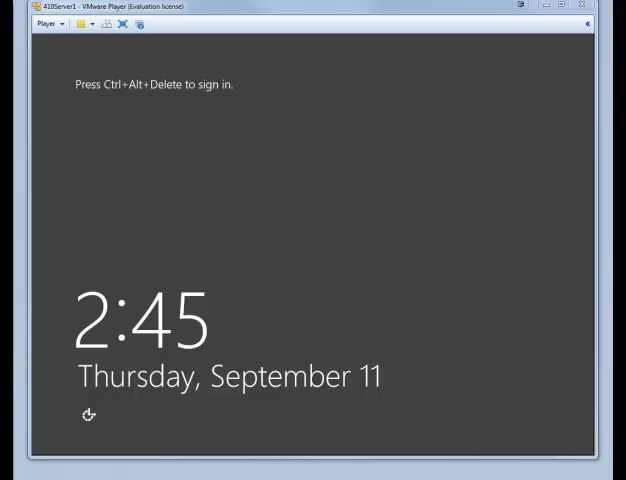 410Server1 - VMware Player (Evaluation license)
Player
Press Ctrl+Alt+Delete to sign in.
2:45
Thursday, September 11